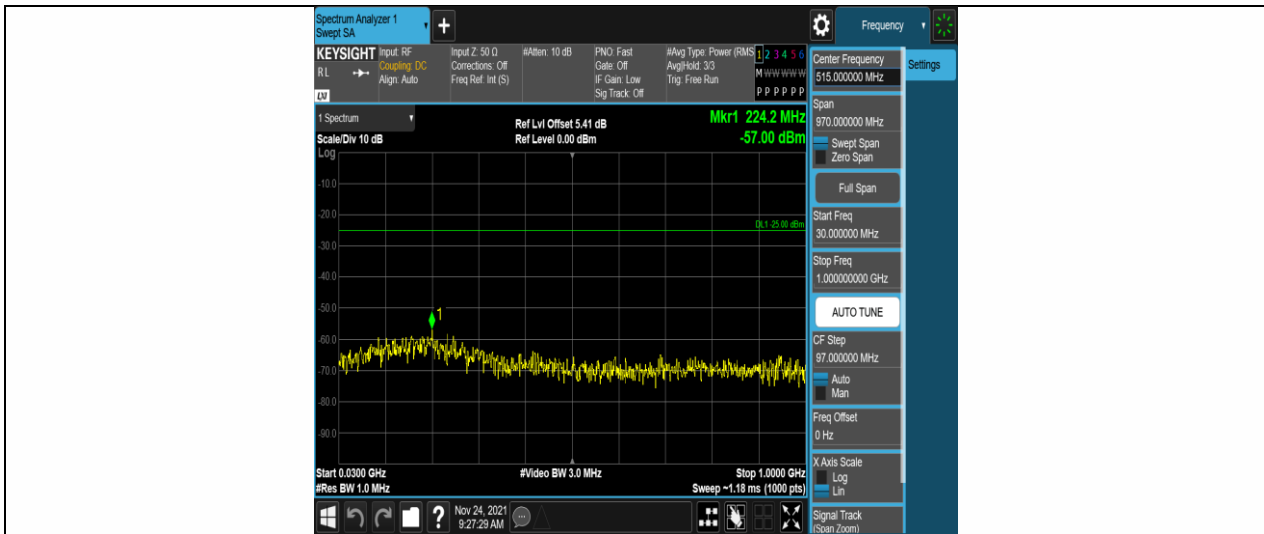 Spectrum Analyzer 1
Swept SA
+
Frequency
KEYSIGHT
RL
LXI
Input: RF
Coupling: DC
Align: Auto
Input Z: 50 Ω
Corrections: Off
Freq Ref: Int (S)
#Atten: 10 dB
PNO: Fast
Gate: Off
IF Gain: Low
Sig Track: Off
#Avg Type: Power (RMS
Avg|Hold: 3/3
Trig: Free Run
1 2 3 4 5 6
M W W W W W
P P P P P P
1 Spectrum
Scale/Div 10 dB
Log
Ref Lvl Offset 5.41 dB
Ref Level 0.00 dBm
Mkr1 224.2 MHz
-57.00 dBm
-10.0
-20.0
DL1 -25.00 dBm
-30.0
-40.0
-50.0
1
-60.0
-70.0
-80.0
-90.0
Start 0.0300 GHz
#Res BW 1.0 MHz
#Video BW 3.0 MHz
Stop 1.0000 GHz
Sweep ~1.18 ms (1000 pts)
?
Nov 24, 2021
9:27:29 AM
Center Frequency
515.000000 MHz
Settings
Span
970.000000 MHz
Swept Span
Zero Span
Full Span
Start Freq
30.000000 MHz
Stop Freq
1.000000000 GHz
AUTO TUNE
CF Step
97.000000 MHz
Auto
Man
Freq Offset
0 Hz
X Axis Scale
Log
Lin
Signal Track
(Span Zoom)